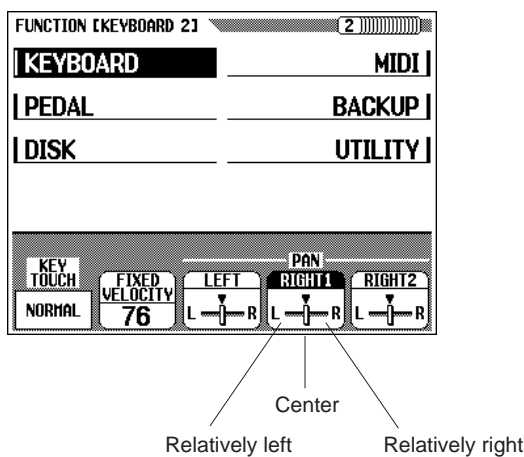 FUNCTION [KEYBOARD 2] 2
KEYBOARD MIDI
PEDAL BACKUP
DISK UTILITY
PAN
KEY TOUCH FIXED VELOCITY LEFT RIGHT1 RIGHT2
NORMAL 76 L R L R L R
Center
Relatively left Relatively right